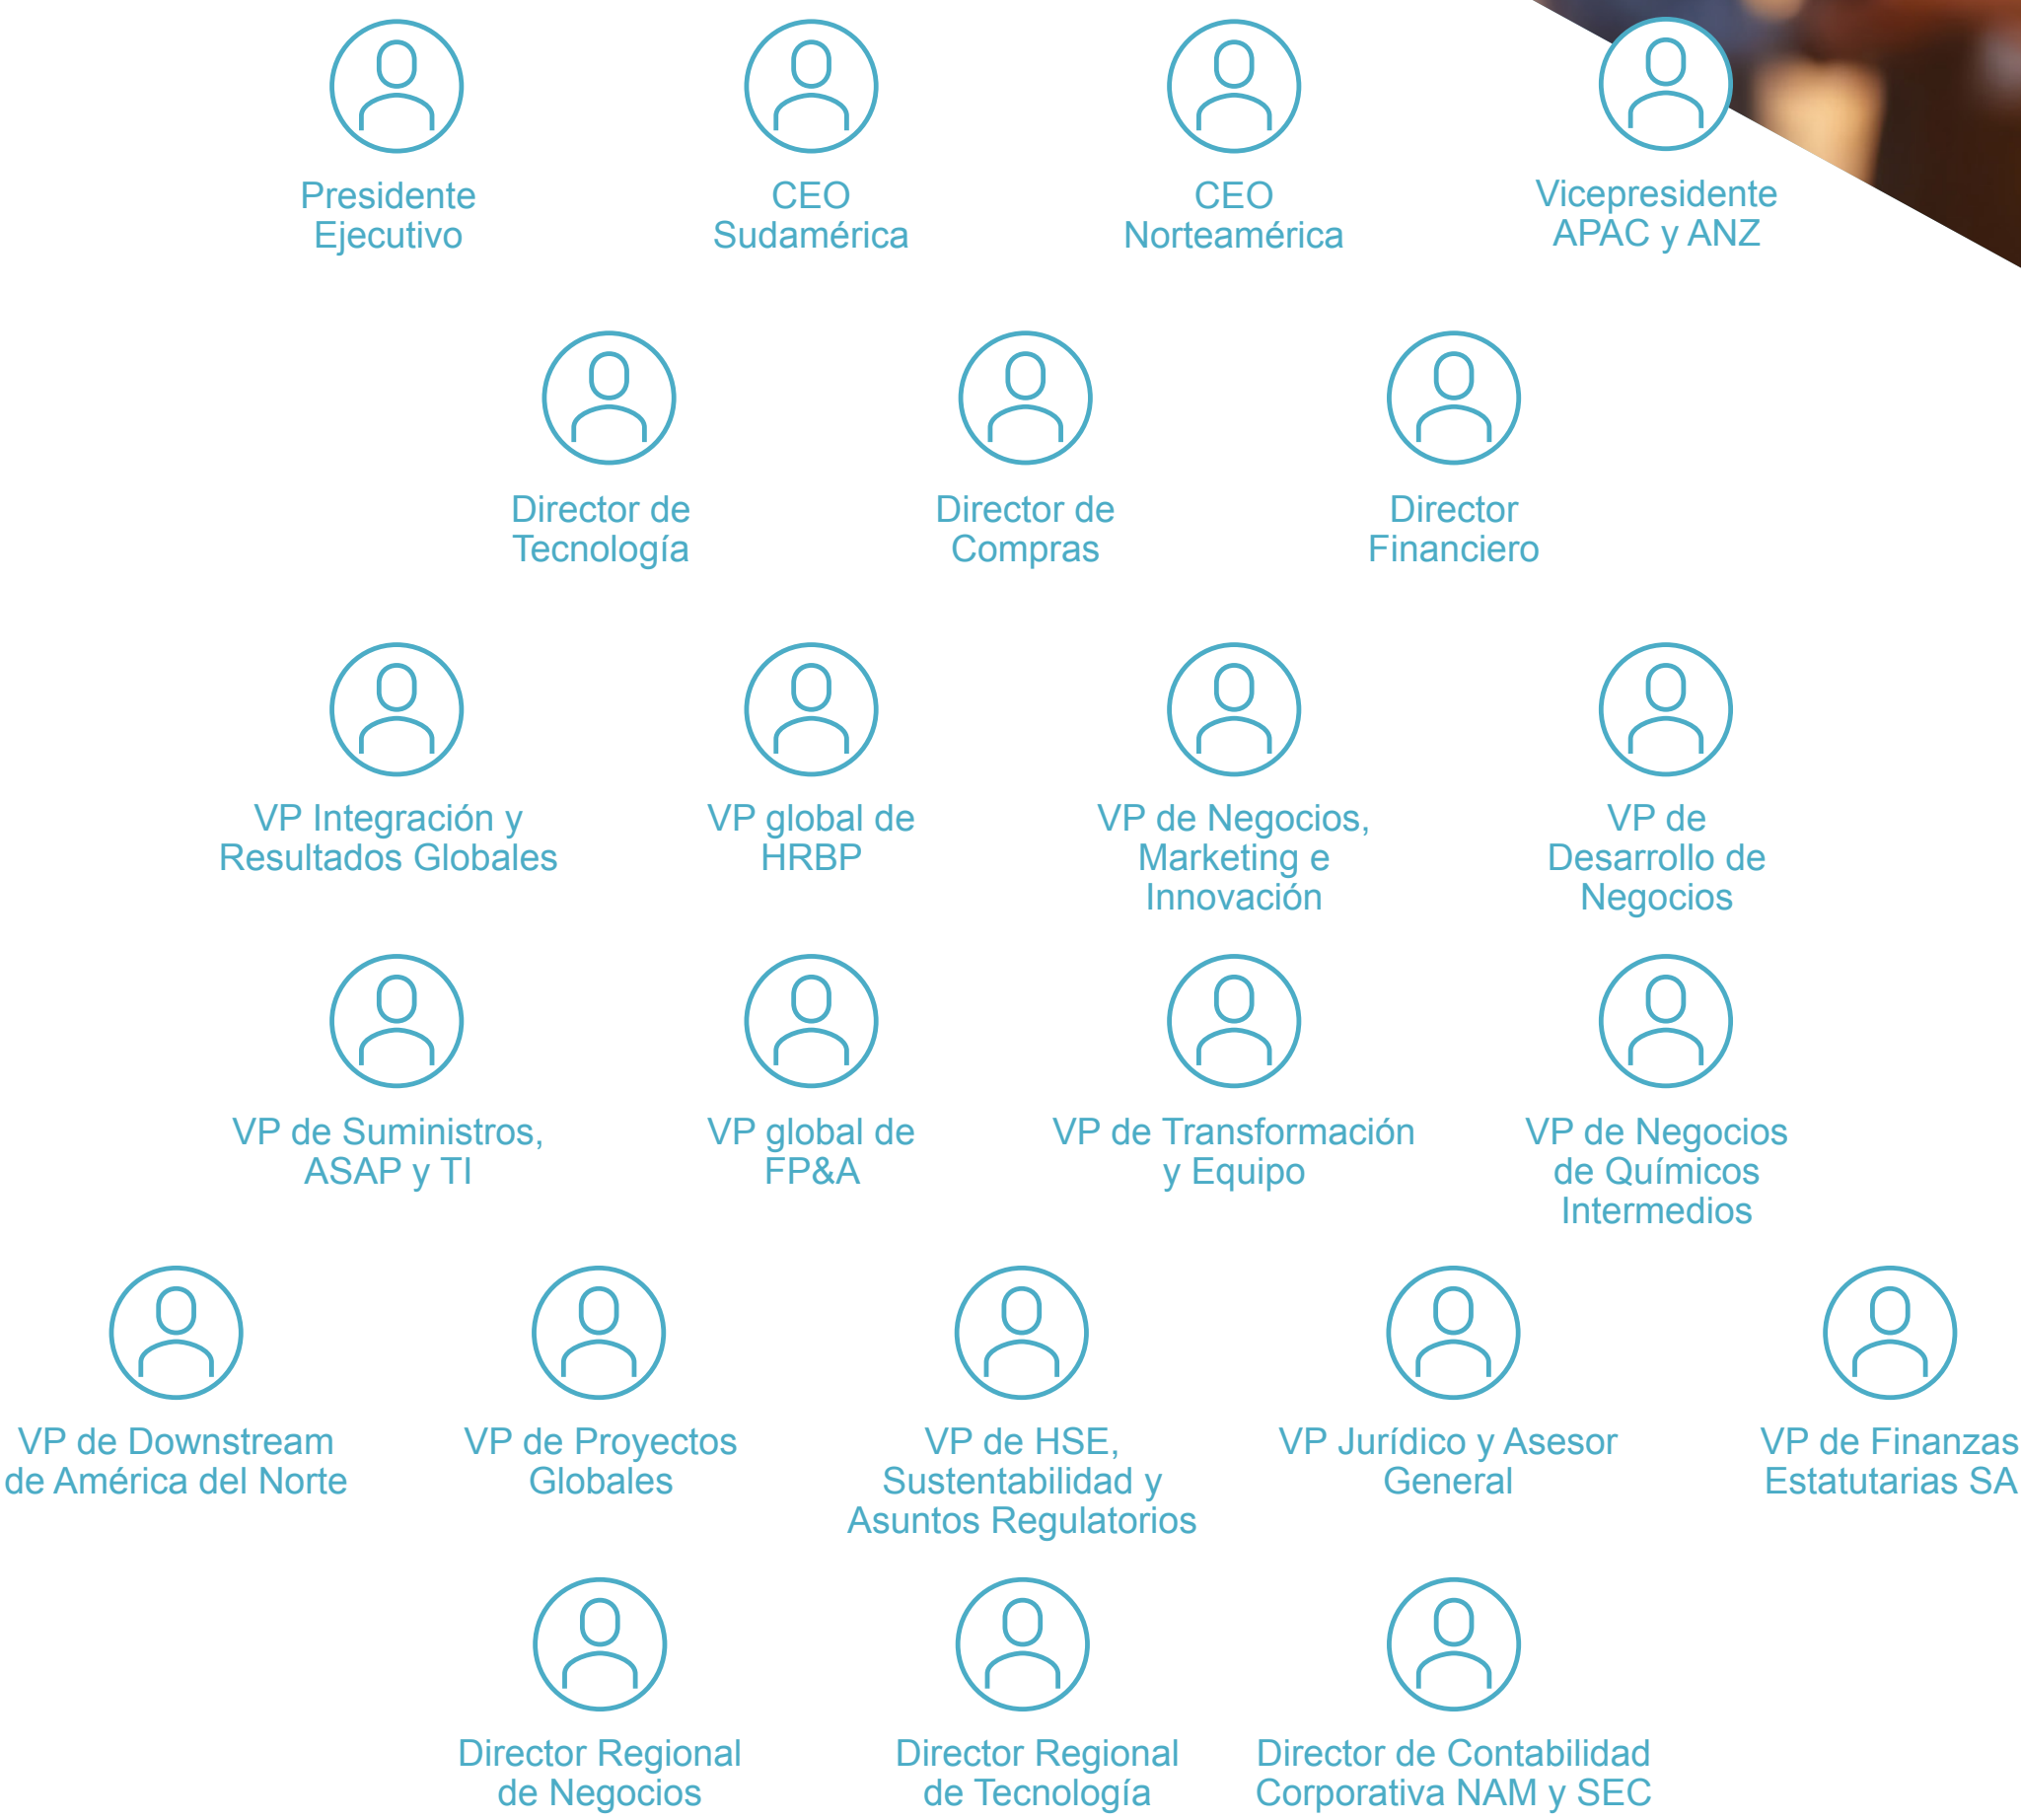 Presidente
Ejecutivo
CEO
Sudamérica
CEO
Norteamérica
Vicepresidente
APAC y ANZ
Director de
Tecnología
Director de
Compras
Director
Financiero
VP Integración y
Resultados Globales
VP global de
HRBP
VP de Negocios,
Marketing e
Innovación
VP de
Desarrollo de
Negocios
VP de Suministros,
ASAP y TI
VP global de
FP&A
VP de Transformación
y Equipo
VP de Negocios
de Químicos
Intermedios
VP de Downstream
de América del Norte
VP de Proyectos
Globales
VP de HSE,
Sustentabilidad y
Asuntos Regulatorios
VP Jurídico y Asesor
General
VP de Finanzas
Estatutarias SA
Director Regional
de Negocios
Director Regional
de Tecnología
Director de Contabilidad
Corporativa NAM y SEC